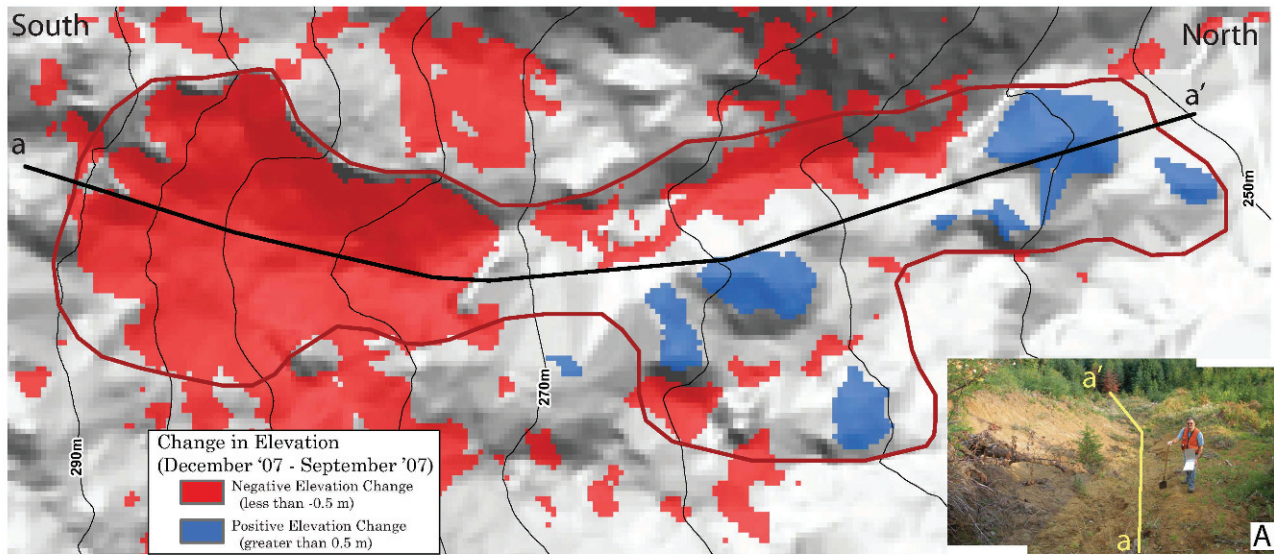 South
North
a
a'
290m
270m
250m
Change in Elevation
(December '07 - September '07)
Negative Elevation Change
(less than -0.5 m)
Positive Elevation Change
(greater than 0.5 m)
a'
a
A